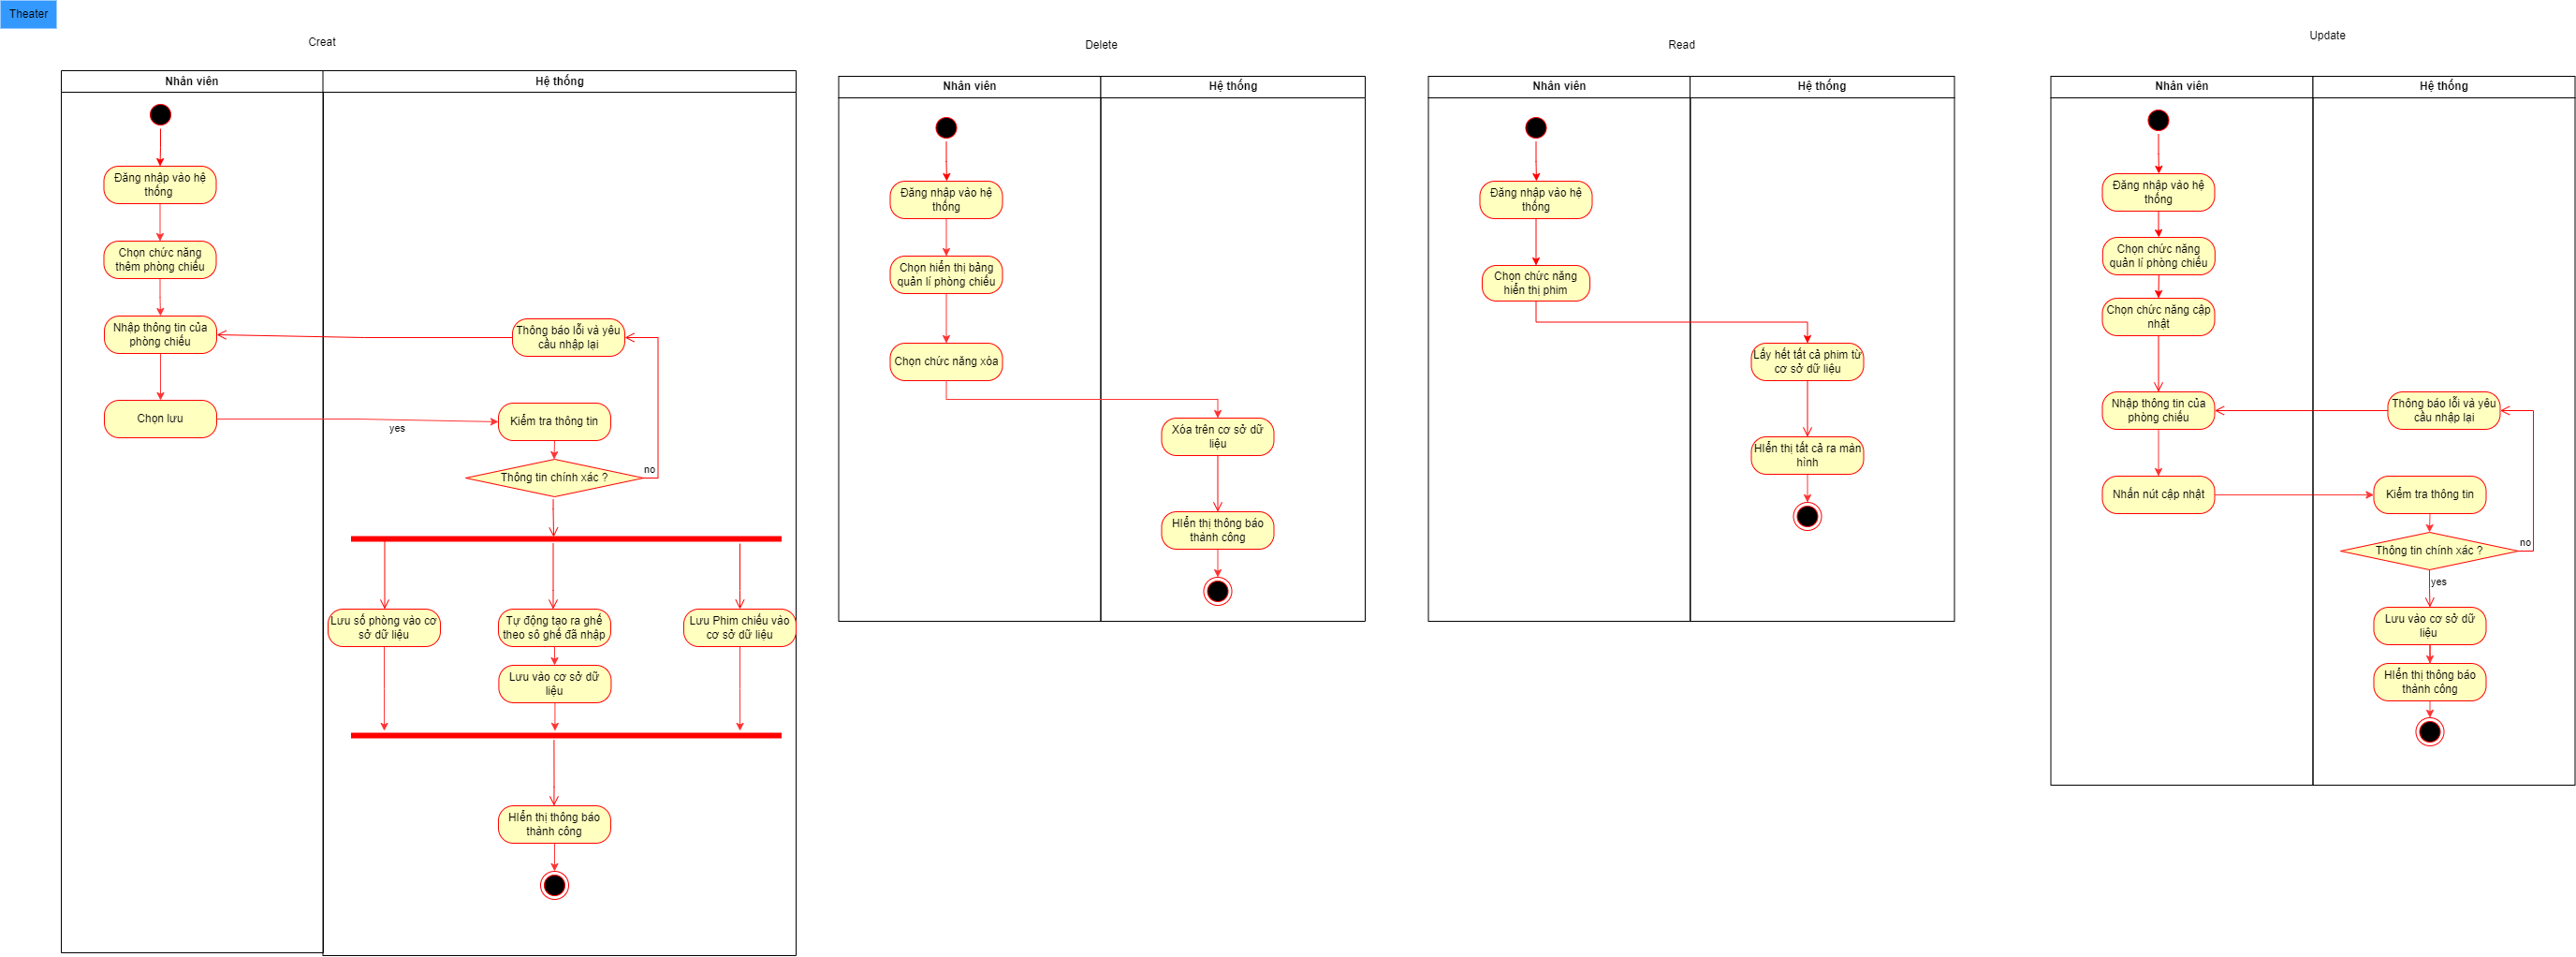 Theater
Creat
Nhân viên
Hệ thống
Đăng nhập vào hệ
thống
Chọn chức năng
thêm phòng chiếu
Nhập thông tin của
phòng chiếu
Thông báo lỗi và yêu
cầu nhập lại
Chọn lưu
yes
Kiểm tra thông tin
Thông tin chính xác ?
no
Lưu số phòng vào cơ
sở dữ liệu
Tự động tạo ra ghế
theo sô ghế đã nhập
Lưu Phim chiếu vào
cơ sở dữ liệu
Lưu vào cơ sở dữ
liệu
HIển thị thông báo
thành công
Delete
Nhân viên
Hệ thống
Đăng nhập vào hệ
thống
Chọn hiển thị bảng
quản lí phòng chiếu
Chọn chức năng xóa
Xóa trên cơ sở dữ
liệu
HIển thị thông báo
thành công
Read
Nhân viên
Hệ thống
Đăng nhập vào hệ
thống
Chọn chức năng
hiển thị phim
Lấy hết tất cả phim từ
cơ sở dữ liệu
HIển thị tất cả ra màn
hình
Update
Nhân viên
Hệ thống
Đăng nhập vào hệ
thống
Chọn chức năng
quản lí phòng chiếu
Chọn chức năng cập
nhật
Nhập thông tin của
phòng chiếu
Thông báo lỗi và yêu
cầu nhập lại
Nhấn nút cập nhật
Kiểm tra thông tin
Thông tin chính xác ?
no
yes
Lưu vào cơ sở dữ
liệu
HIển thị thông báo
thành công